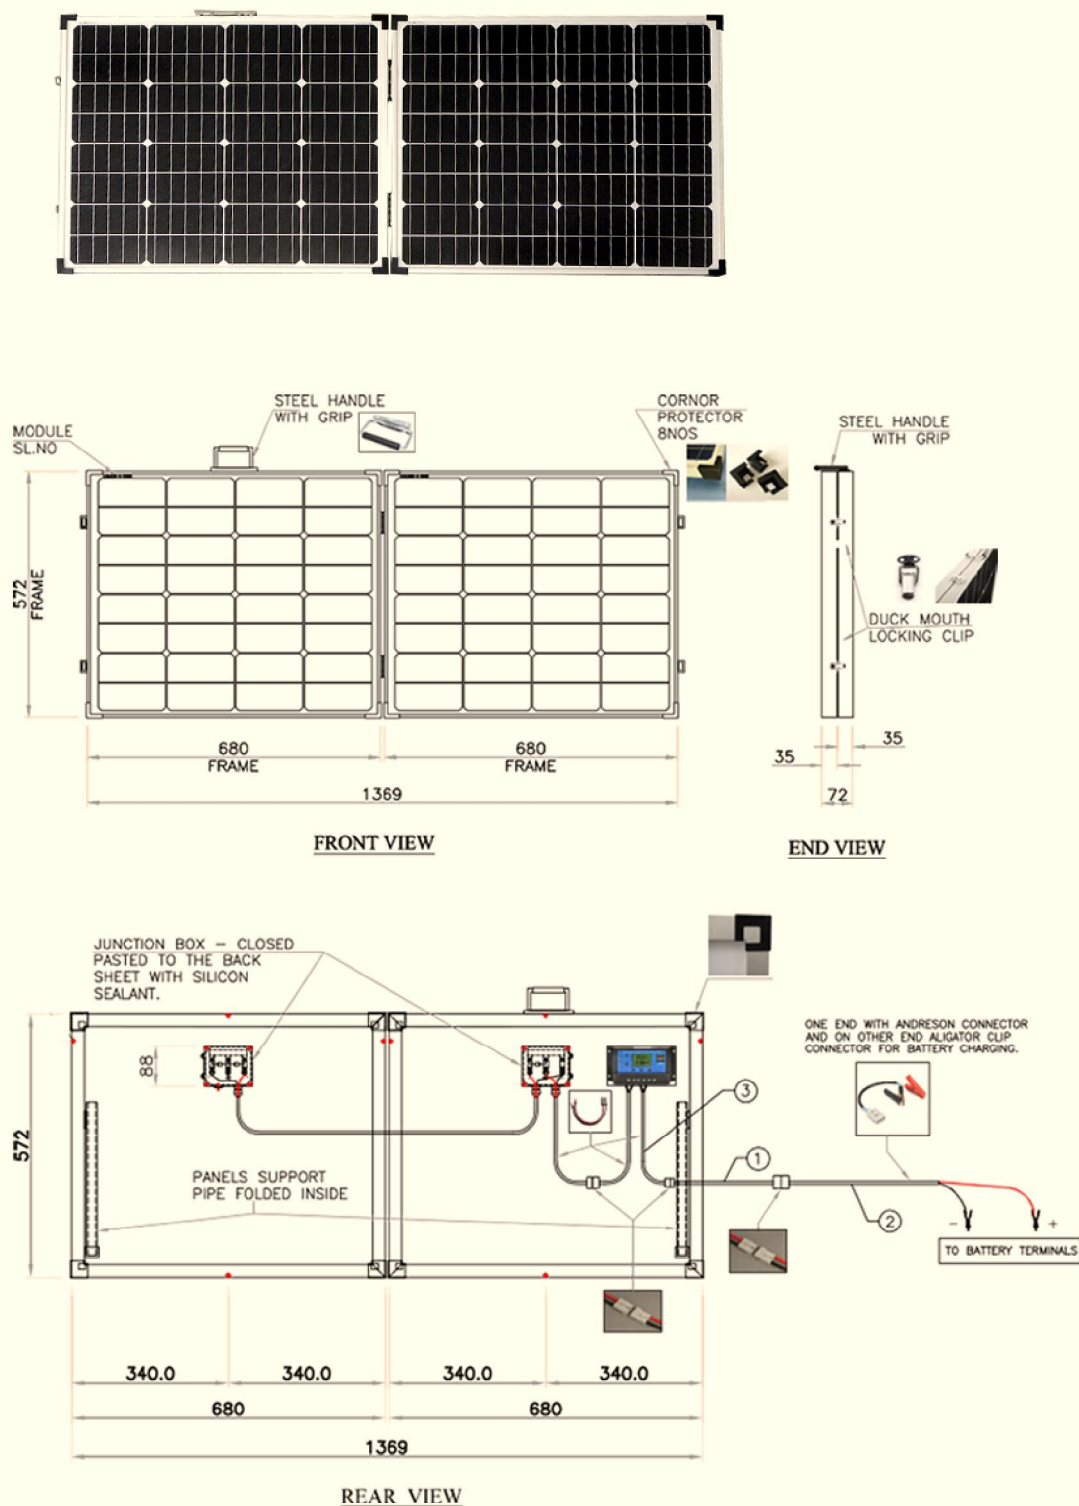 STEEL HANDLE
WITH GRIP
MODULE
SL.NO
CORNOR
PROTECTOR
8NOS
STEEL HANDLE
WITH GRIP
572
FRAME
DUCK MOUTH
LOCKING CLIP
680
FRAME
680
FRAME
1369
35
35
72
FRONT VIEW
END VIEW
JUNCTION BOX – CLOSED
PASTED TO THE BACK
SHEET WITH SILICON
SEALANT.
ONE END WITH ANDRESON CONNECTOR
AND ON OTHER END ALIGATOR CLIP
CONNECTOR FOR BATTERY CHARGING.
88
572
3
1
2
PANELS SUPPORT
PIPE FOLDED INSIDE
–
+
TO BATTERY TERMINALS
340.0
340.0
340.0
340.0
680
680
1369
REAR VIEW